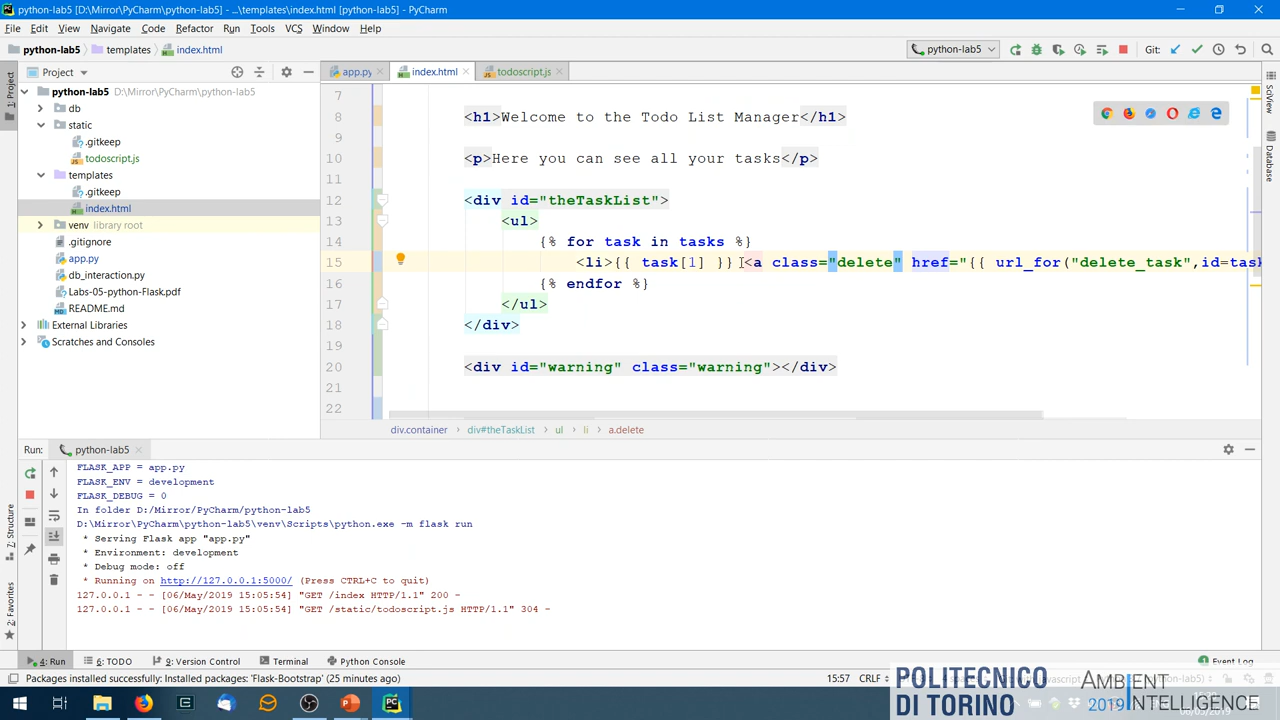 python-lab5 [D:\Mirror\PyCharm\python-lab5] - ...\templates\index.html [python-lab5] - PyCharm
File Edit View Navigate Code Refactor Run Tools VCS Window Help
python-lab5 templates index.html python-lab5 Git:
Project app.py index.html todoscript.js
1: Project
SciView
Database
python-lab5 D:\Mirror\PyCharm\python-lab5
db
static
.gitkeep
todoscript.js
templates
.gitkeep
index.html
venv library root
.gitignore
app.py
db_interaction.py
Labs-05-python-Flask.pdf
README.md
External Libraries
Scratches and Consoles
7
8 <h1>Welcome to the Todo List Manager</h1>
9
10 <p>Here you can see all your tasks</p>
11
12 <div id="theTaskList">
13 <ul>
14 {% for task in tasks %}
15 <li>{{ task[1] }} <a class="delete" href="{{ url_for("delete_task",id=task
16 {% endfor %}
17 </ul>
18 </div>
19
20 <div id="warning" class="warning"></div>
21
22
div.container div#theTaskList ul li a.delete
Run: python-lab5
FLASK_APP = app.py
FLASK_ENV = development
FLASK_DEBUG = 0
In folder D:/Mirror/PyCharm/python-lab5
D:\Mirror\PyCharm\python-lab5\venv\Scripts\python.exe -m flask run
* Serving Flask app "app.py"
* Environment: development
* Debug mode: off
* Running on http://127.0.0.1:5000/ (Press CTRL+C to quit)
127.0.0.1 - - [06/May/2019 15:05:54] "GET /index HTTP/1.1" 200 -
127.0.0.1 - - [06/May/2019 15:05:54] "GET /static/todoscript.js HTTP/1.1" 304 -
7: Structure
2: Favorites
4: Run 6: TODO 9: Version Control Terminal Python Console Event Log
Packages installed successfully: Installed packages: 'Flask-Bootstrap' (25 minutes ago) 15:57 CRLF
POLITECNICO
DI TORINO
AMBIENT
2019 INTELLIGENCE